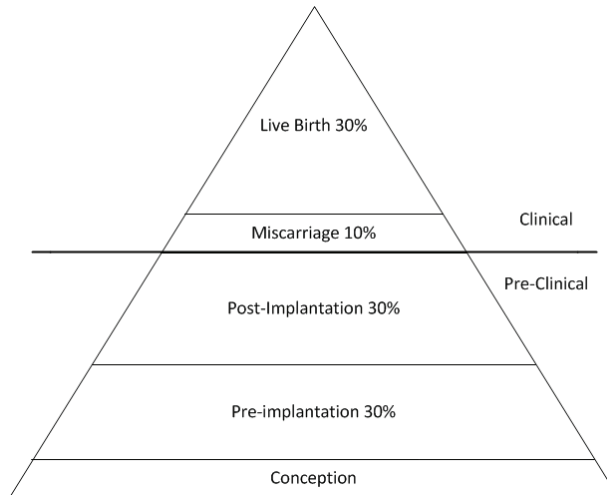 Live Birth 30%
Clinical
Miscarriage 10%
Pre-Clinical
Post-Implantation 30%
Pre-implantation 30%
Conception